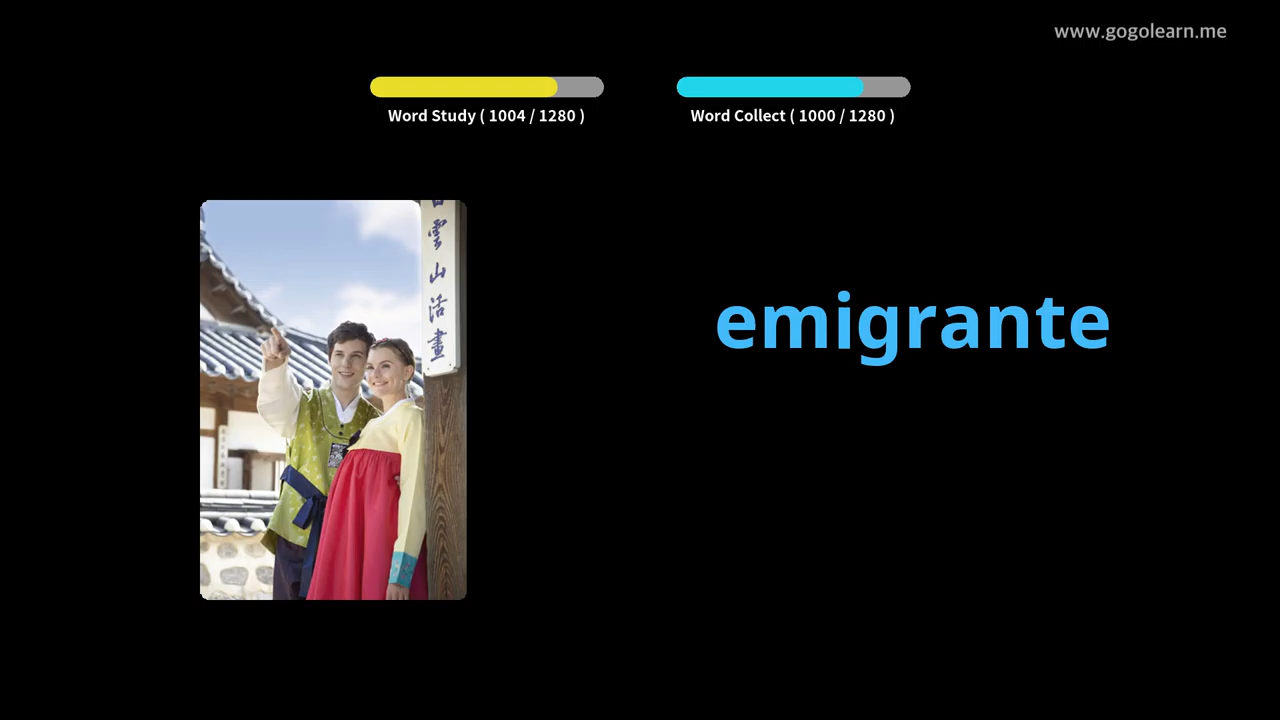 www.gogolearn.me
Word Study ( 1004 / 1280 )
Word Collect ( 1000 / 1280 )
雲
山
活
畫
emigrante